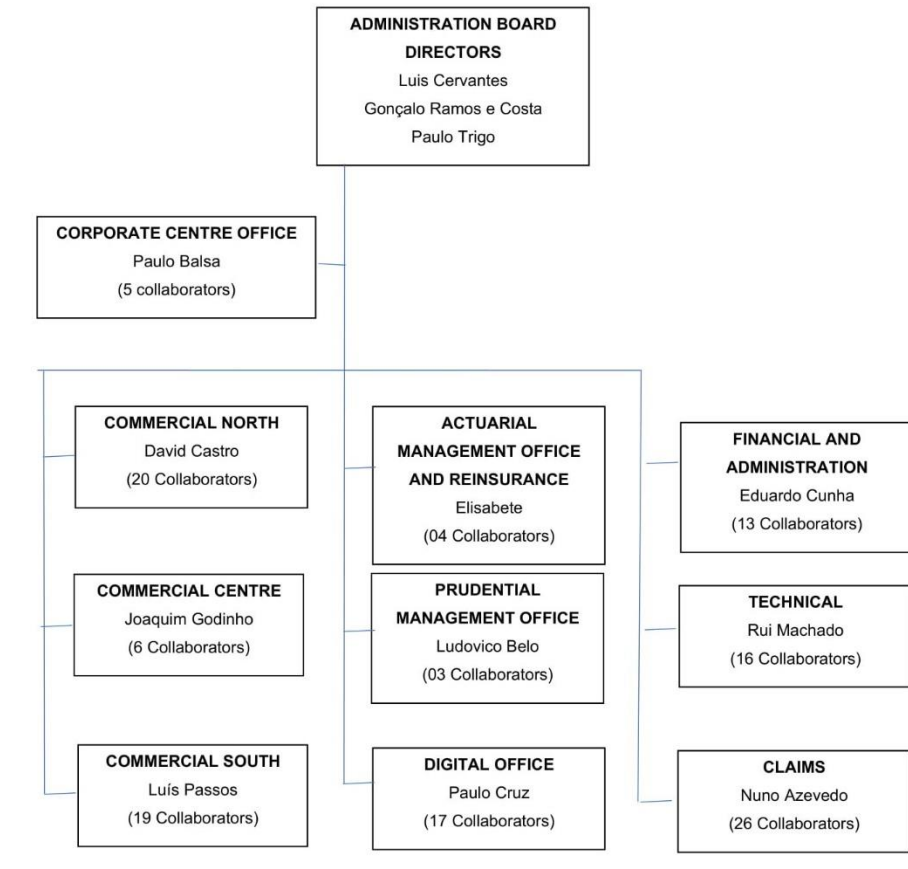 ADMINISTRATION BOARD
DIRECTORS
Luis Cervantes
Gonçalo Ramos e Costa
Paulo Trigo
CORPORATE CENTRE OFFICE
Paulo Balsa
(5 collaborators)
COMMERCIAL NORTH
David Castro
(20 Collaborators)
ACTUARIAL
MANAGEMENT OFFICE
AND REINSURANCE
Elisabete
(04 Collaborators)
FINANCIAL AND
ADMINISTRATION
Eduardo Cunha
(13 Collaborators)
COMMERCIAL CENTRE
Joaquim Godinho
(6 Collaborators)
PRUDENTIAL
MANAGEMENT OFFICE
Ludovico Belo
(03 Collaborators)
TECHNICAL
Rui Machado
(16 Collaborators)
COMMERCIAL SOUTH
Luís Passos
(19 Collaborators)
DIGITAL OFFICE
Paulo Cruz
(17 Collaborators)
CLAIMS
Nuno Azevedo
(26 Collaborators)